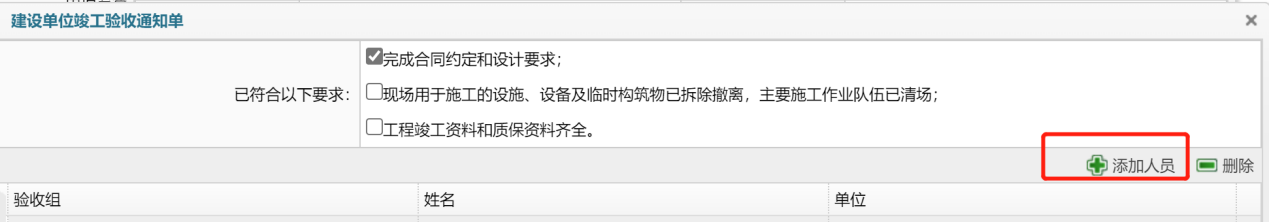 建设单位竣工验收通知单
已符合以下要求:
完成合同约定和设计要求;
现场用于施工的设施、设备及临时构筑物已拆除撤离，主要施工作业队伍已清场;
工程竣工资料和质保资料齐全。
添加人员 删除
验收组 姓名 单位